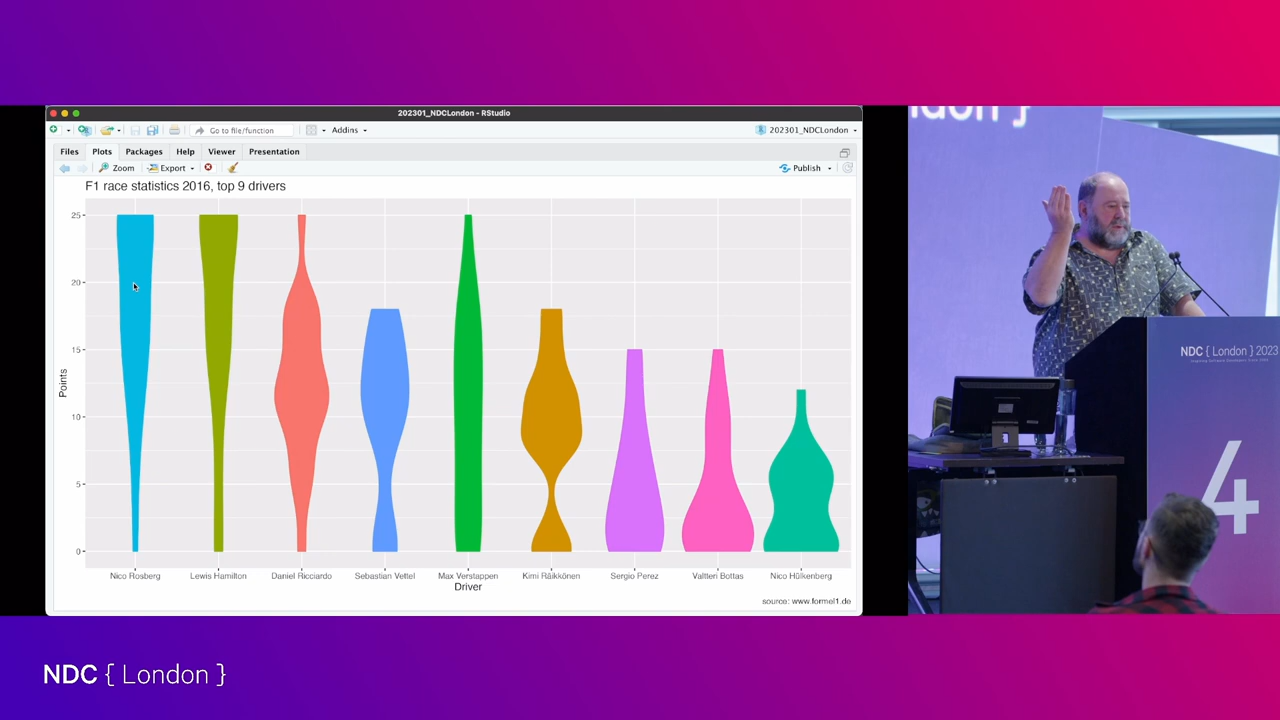 202301_NDCLondon - RStudio
Go to file/function
Addins
202301_NDCLondon
Files
Plots
Packages
Help
Viewer
Presentation
Zoom
Export
Publish
F1 race statistics 2016, top 9 drivers
25
20
15
10
5
0
Points
Nico Rosberg
Lewis Hamilton
Daniel Ricciardo
Sebastian Vettel
Max Verstappen
Kimi Räikkönen
Sergio Perez
Valtteri Bottas
Nico Hülkenberg
Driver
source: www.formel1.de
ndon }
NDC { London } 2023
4
NDC { London }